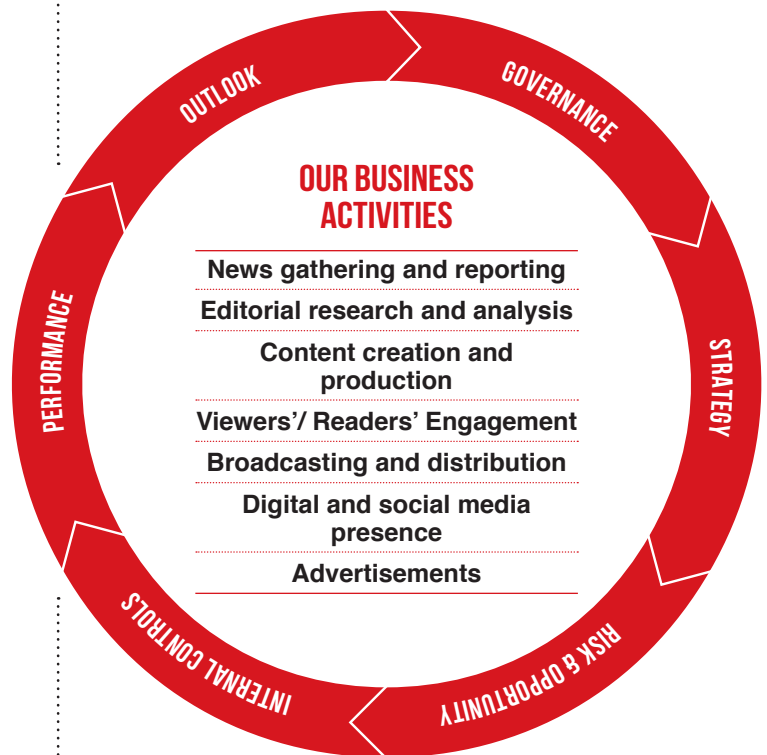 OUTLOOK
GOVERNANCE
OUR BUSINESS
ACTIVITIES
News gathering and reporting
Editorial research and analysis
Content creation and
production
Viewers’/ Readers’ Engagement
Broadcasting and distribution
Digital and social media
presence
Advertisements
PERFORMANCE
STRATEGY
INTERNAL CONTROLS
RISK & OPPORTUNITY